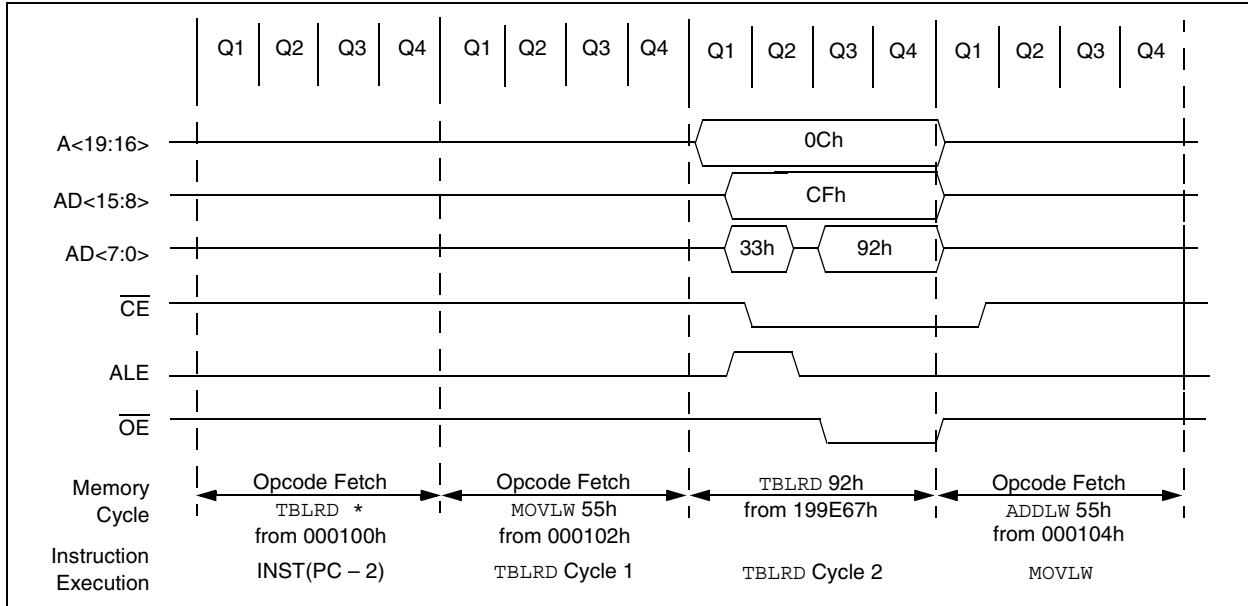 Q1 Q2 Q3 Q4 Q1 Q2 Q3 Q4 Q1 Q2 Q3 Q4 Q1 Q2 Q3 Q4
A<19:16> 0Ch
AD<15:8> CFh
AD<7:0> 33h 92h
CE
ALE
OE
Memory Cycle
Opcode Fetch
TBLRD *
from 000100h
Opcode Fetch
MOVLW 55h
from 000102h
TBLRD 92h
from 199E67h
Opcode Fetch
ADDLW 55h
from 000104h
Instruction Execution
INST(PC – 2)
TBLRD Cycle 1
TBLRD Cycle 2
MOVLW